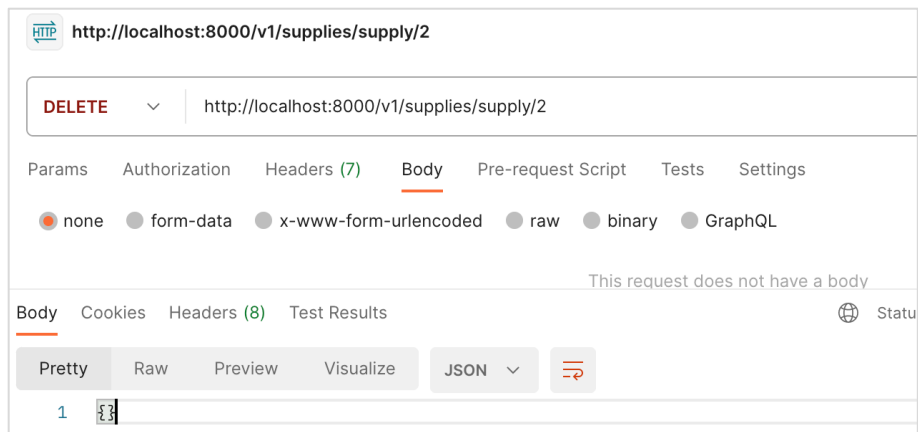 HTTP http://localhost:8000/v1/supplies/supply/2
DELETE http://localhost:8000/v1/supplies/supply/2
Params Authorization Headers (7) Body Pre-request Script Tests Settings
none form-data x-www-form-urlencoded raw binary GraphQL
This request does not have a body
Body Cookies Headers (8) Test Results Statu
Pretty Raw Preview Visualize JSON
1 {}